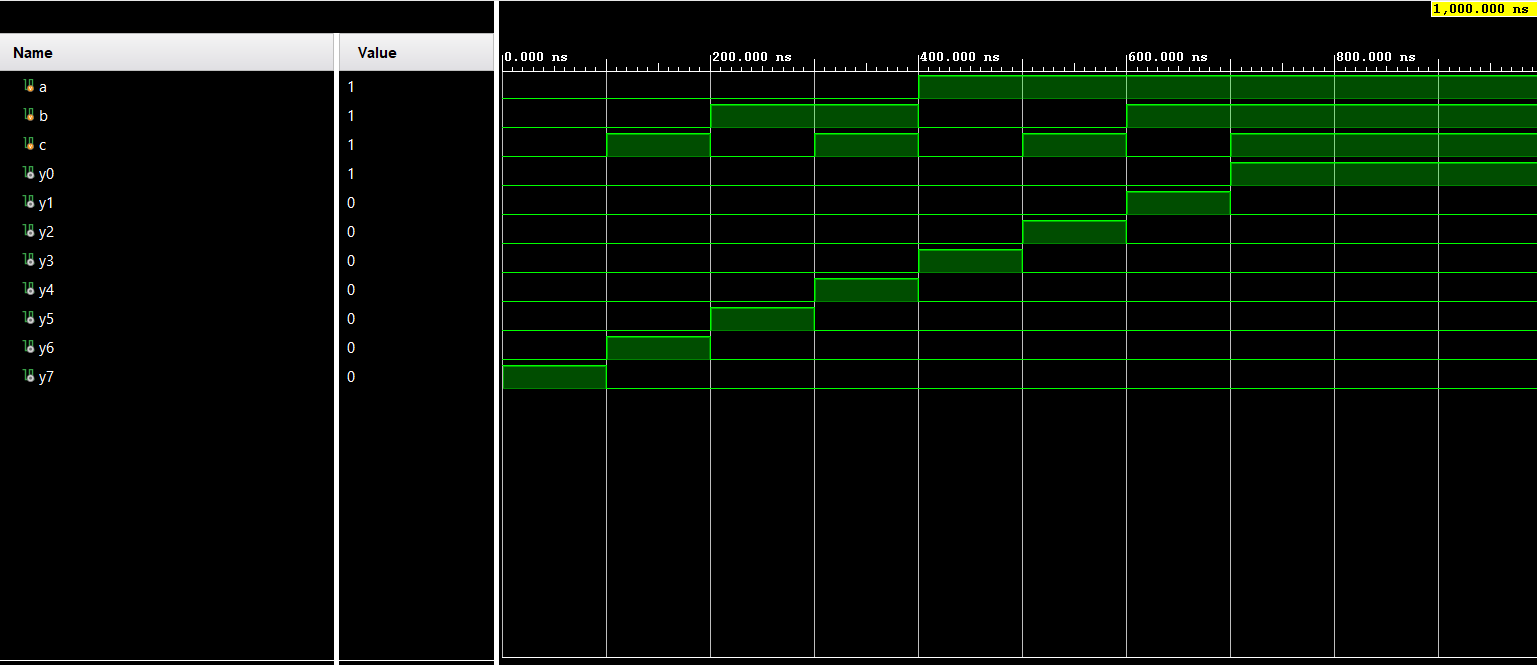 1,000.000 ns
Name Value
0.000 ns 200.000 ns 400.000 ns 600.000 ns 800.000 ns
a 1
b 1
c 1
y0 1
y1 0
y2 0
y3 0
y4 0
y5 0
y6 0
y7 0